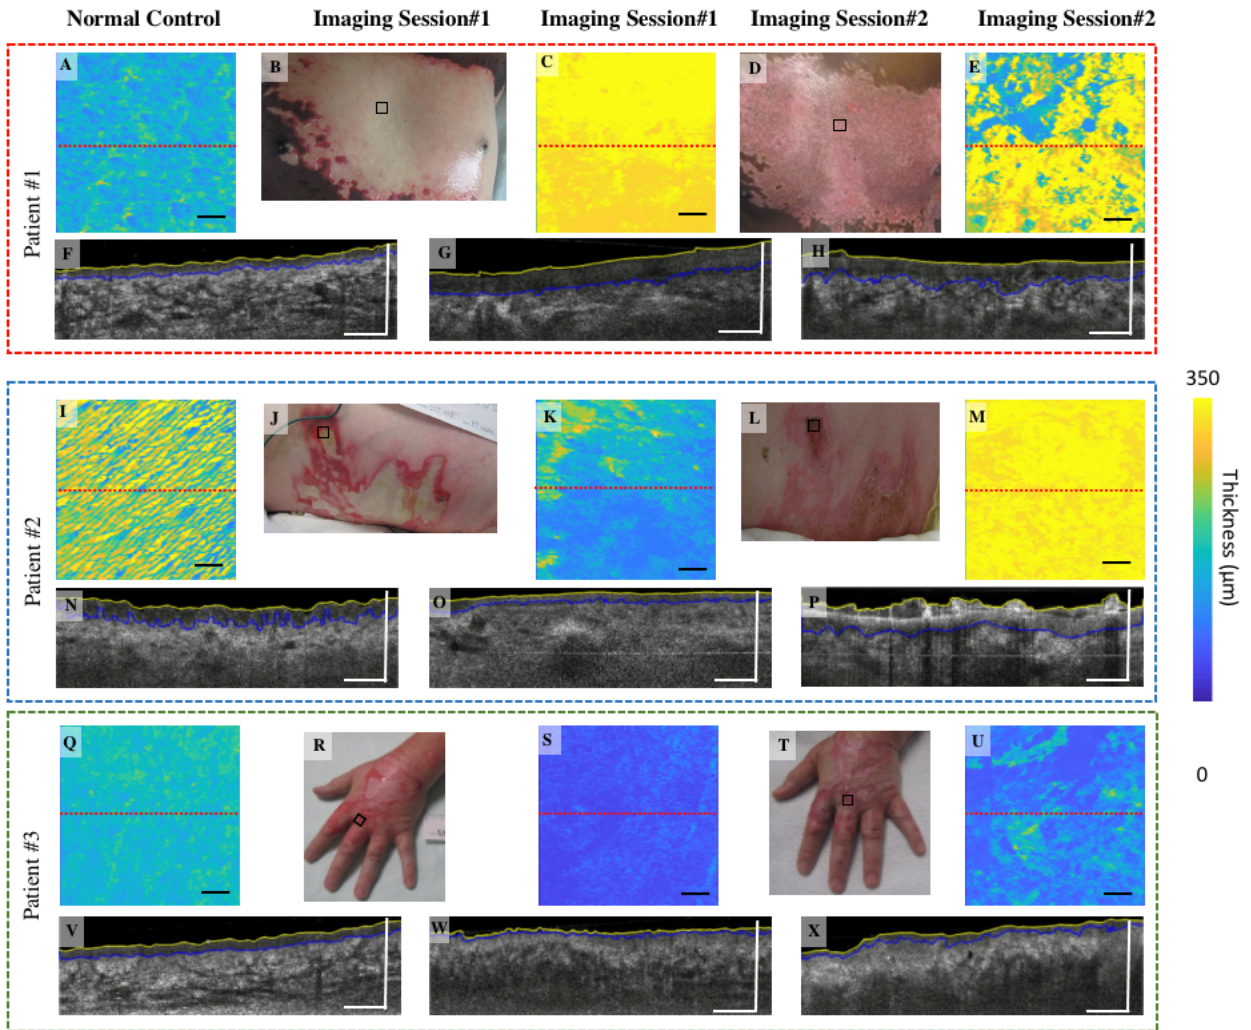 Normal Control Imaging Session#1 Imaging Session#1 Imaging Session#2 Imaging Session#2
Patient #1
A B C D E
F G H
350
Thickness (µm)
0
Patient #2
I J K L M
N O P
Patient #3
Q R S T U
V W X